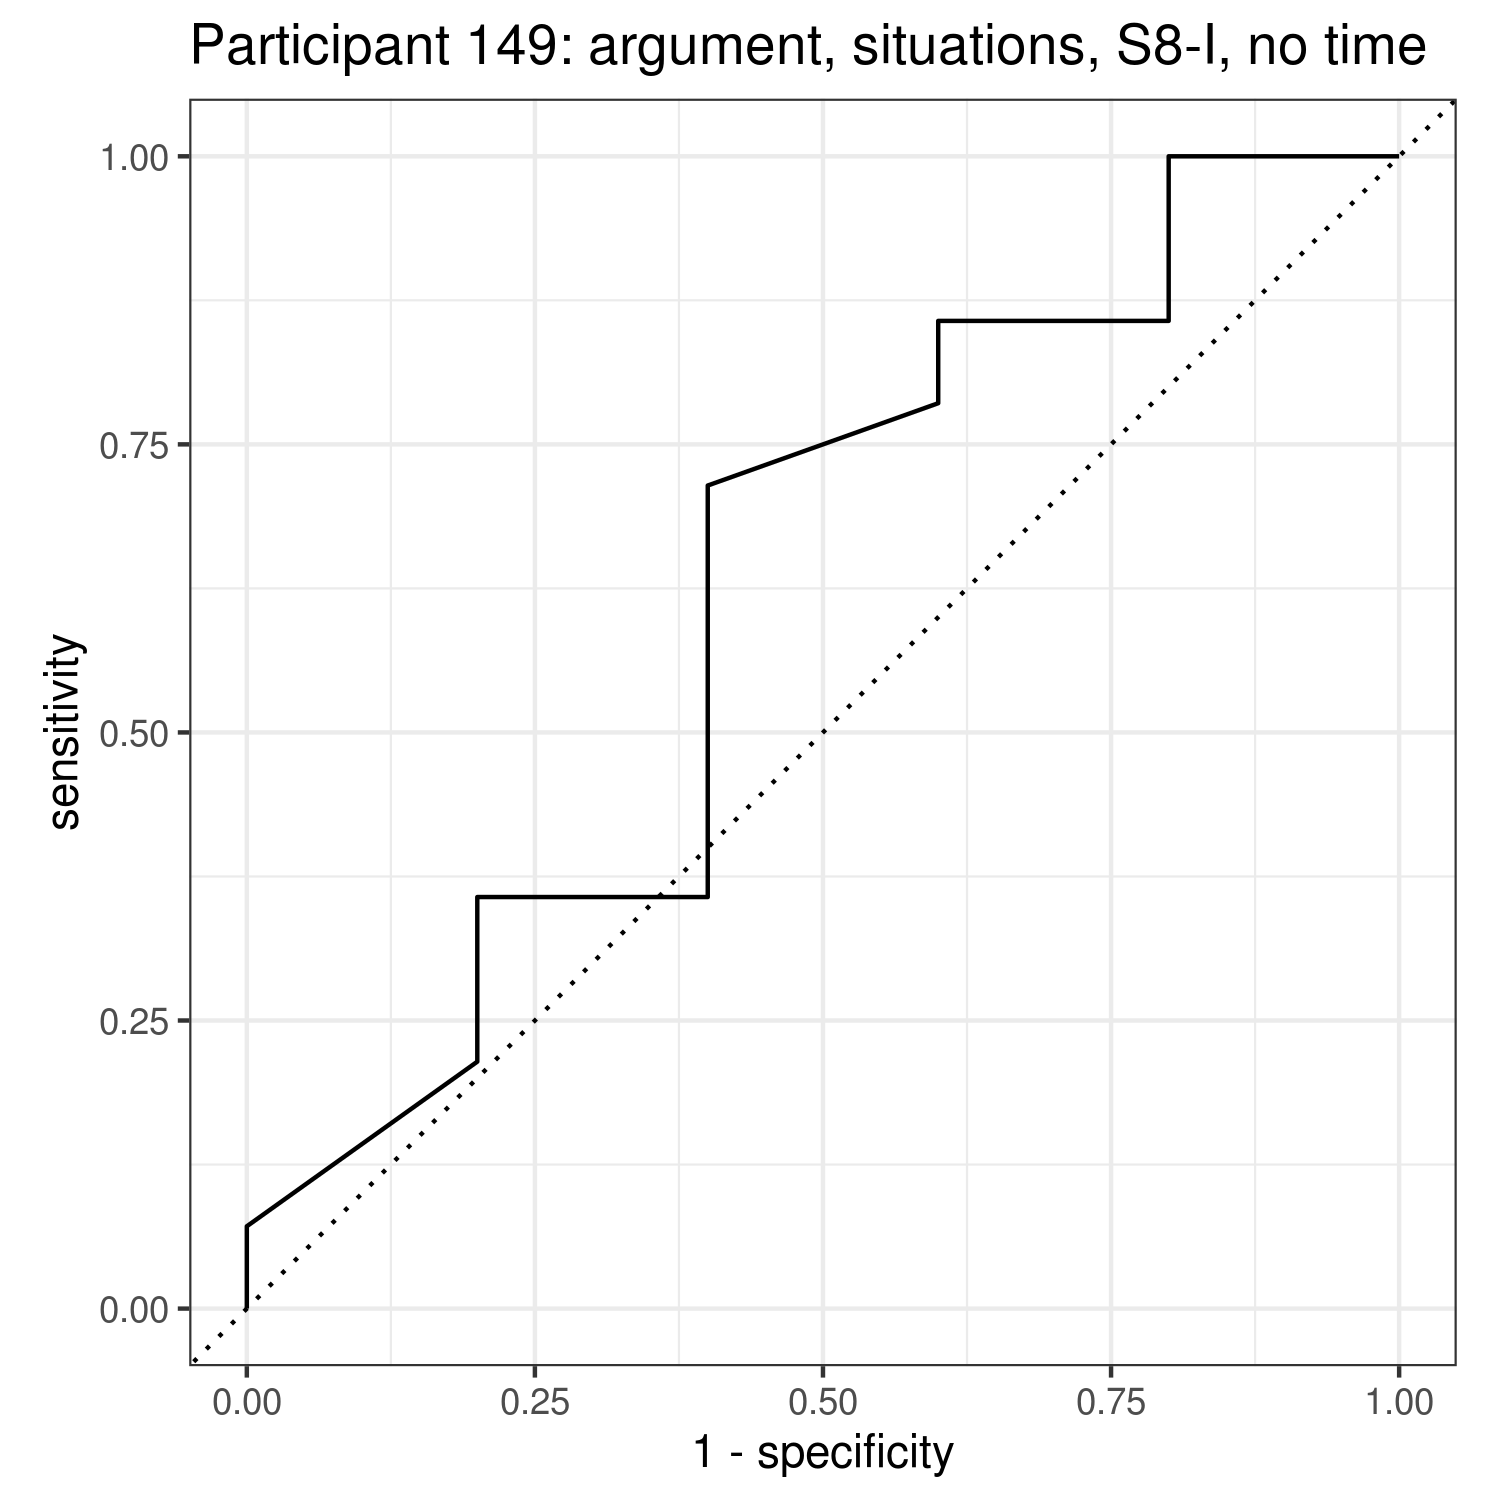 Participant 149: argument, situations, S8-I, no time
1.00
0.75
0.50
0.25
0.00
sensitivity
0.00 0.25 0.50 0.75 1.00
1 - specificity